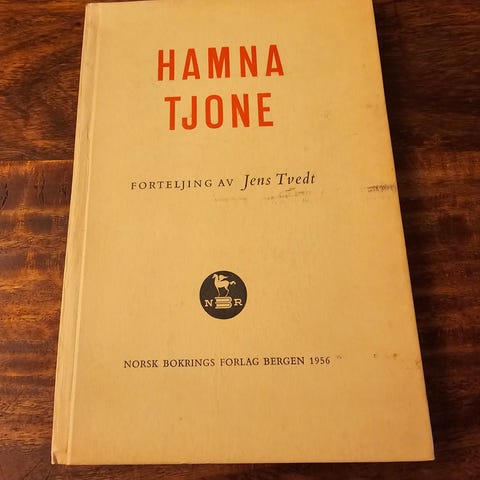 HAMNA
TJONE
FORTELJING AV Jens Tvedt
N R
NORSK BOKRINGS FORLAG BERGEN 1956